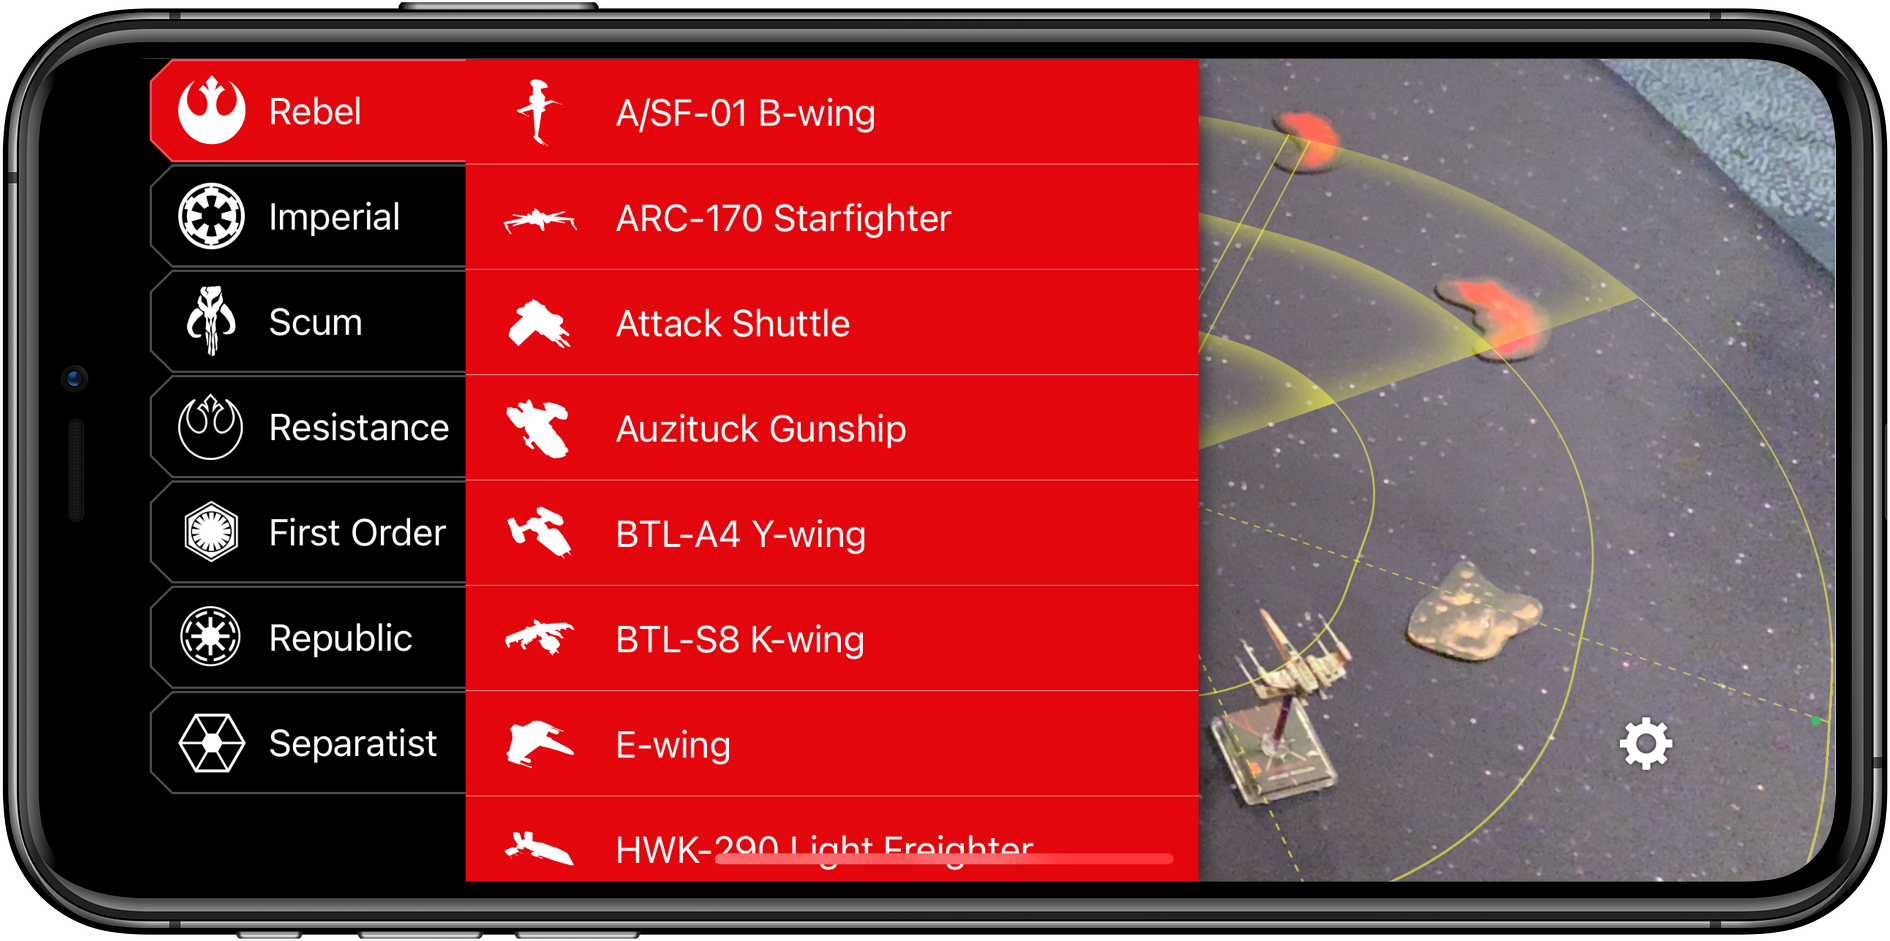 Rebel
Imperial
Scum
Resistance
First Order
Republic
Separatist
A/SF-01 B-wing
ARC-170 Starfighter
Attack Shuttle
Auzituck Gunship
BTL-A4 Y-wing
BTL-S8 K-wing
E-wing
HWK-290 Light Freighter